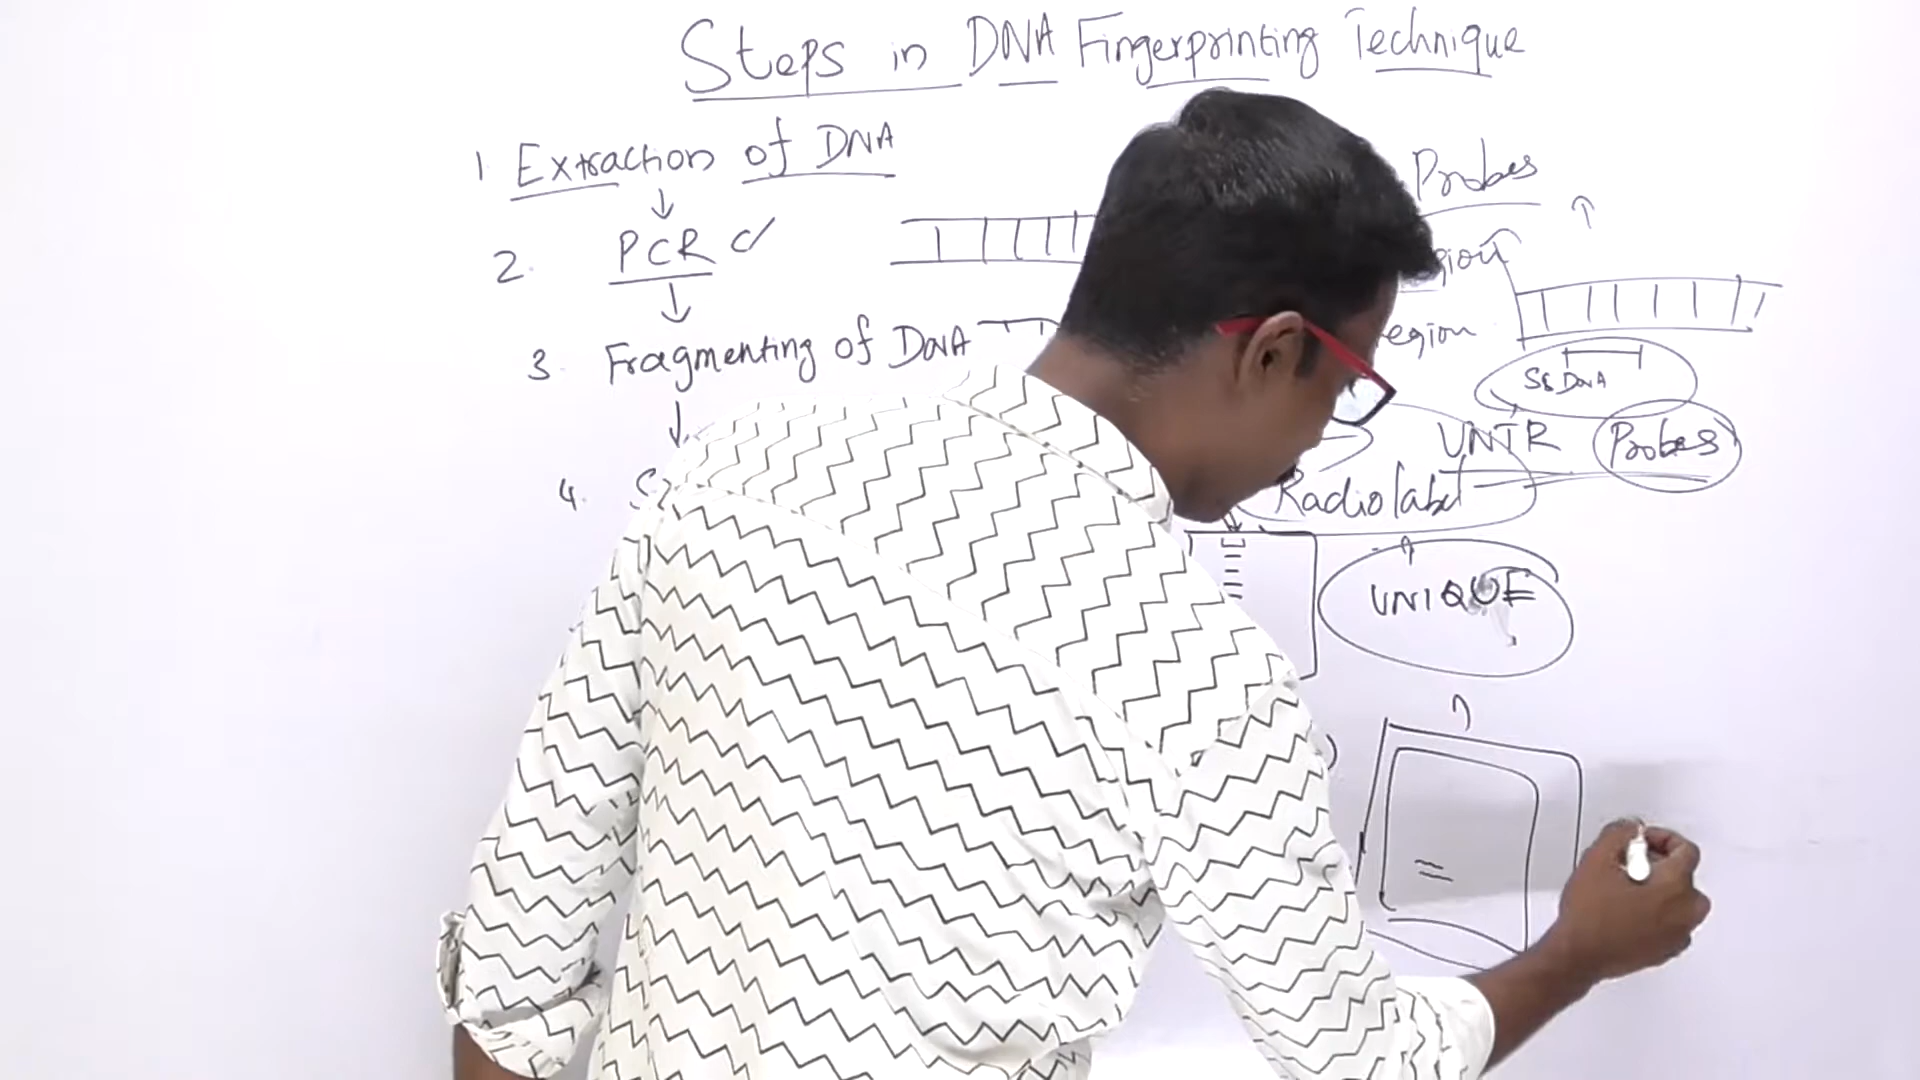 Steps in DNA Fingerprinting Technique
1. Extraction of DNA
2. PCR
3. Fragmenting of DNA
4.
Probes
SS DNA
VNTR Probes
Radiolabel
UNIQUE